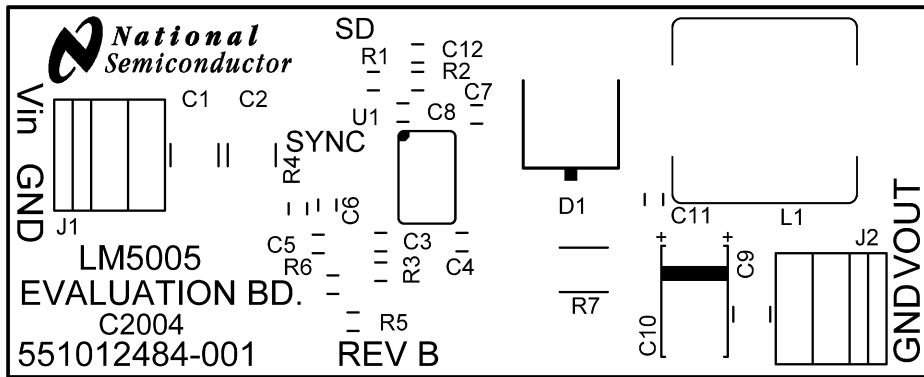 National
Semiconductor
SD
R1
C12
R2
C7
C1
C2
U1
C8
Vin
GND
SYNC
R4
C6
D1
C11
L1
J1
J2
LM5005
EVALUATION BD.
C2004
551012484-001
C5
R6
C3
R3
C4
R5
REV B
R7
C9
C10
+
+
GND VOUT